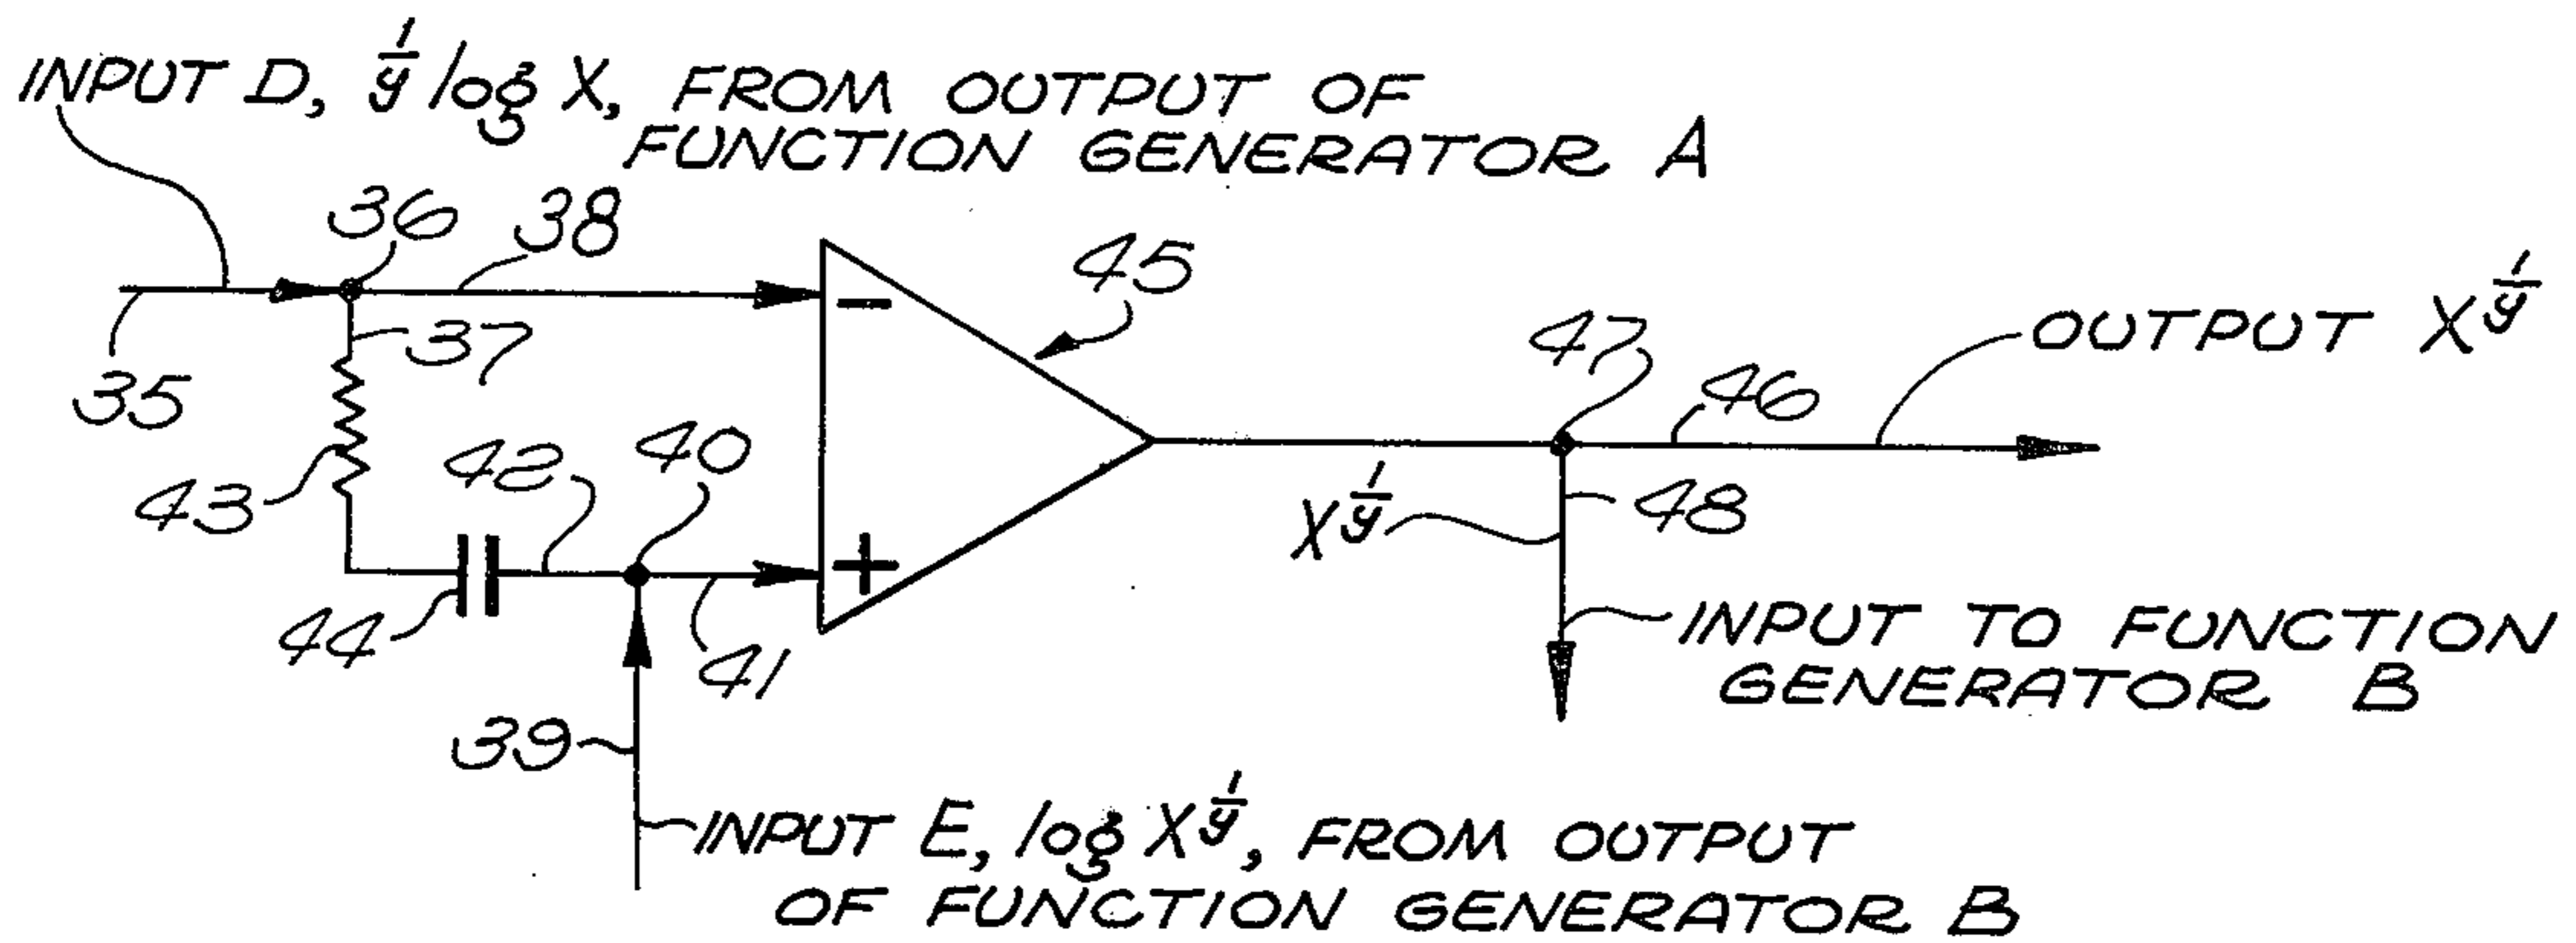 INPUT D, 1/y log X, FROM OUTPUT OF
FUNCTION GENERATOR A
36
38
45
35
37
47
46
OUTPUT X^1/y
43
42
40
X^1/y
48
44
41
INPUT TO FUNCTION
GENERATOR B
39
INPUT E, log X^1/y, FROM OUTPUT
OF FUNCTION GENERATOR B
−
+